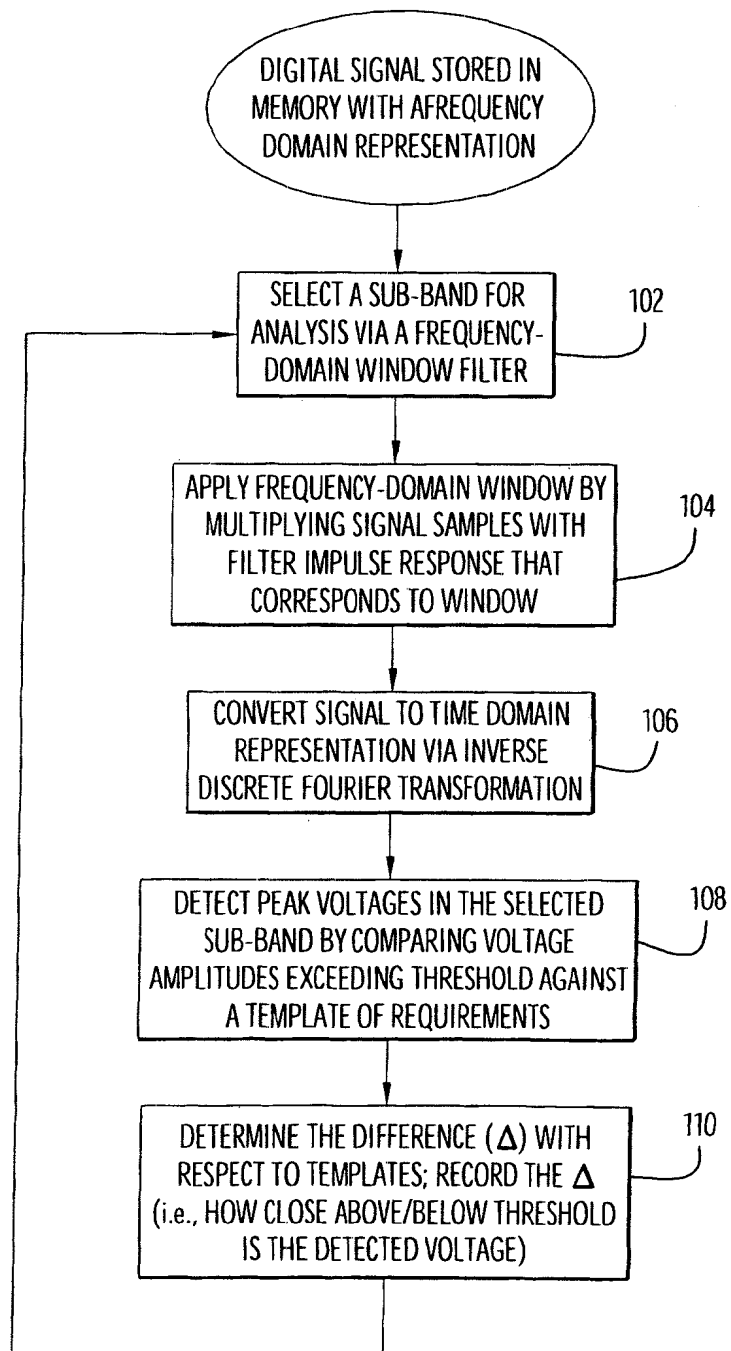 DIGITAL SIGNAL STORED IN
MEMORY WITH AFREQUENCY
DOMAIN REPRESENTATION
SELECT A SUB-BAND FOR
ANALYSIS VIA A FREQUENCY-
DOMAIN WINDOW FILTER
102
APPLY FREQUENCY-DOMAIN WINDOW BY
MULTIPLYING SIGNAL SAMPLES WITH
FILTER IMPULSE RESPONSE THAT
CORRESPONDS TO WINDOW
104
CONVERT SIGNAL TO TIME DOMAIN
REPRESENTATION VIA INVERSE
DISCRETE FOURIER TRANSFORMATION
106
DETECT PEAK VOLTAGES IN THE SELECTED
SUB-BAND BY COMPARING VOLTAGE
AMPLITUDES EXCEEDING THRESHOLD AGAINST
A TEMPLATE OF REQUIREMENTS
108
DETERMINE THE DIFFERENCE (Δ) WITH
RESPECT TO TEMPLATES; RECORD THE Δ
(i.e., HOW CLOSE ABOVE/BELOW THRESHOLD
IS THE DETECTED VOLTAGE)
110